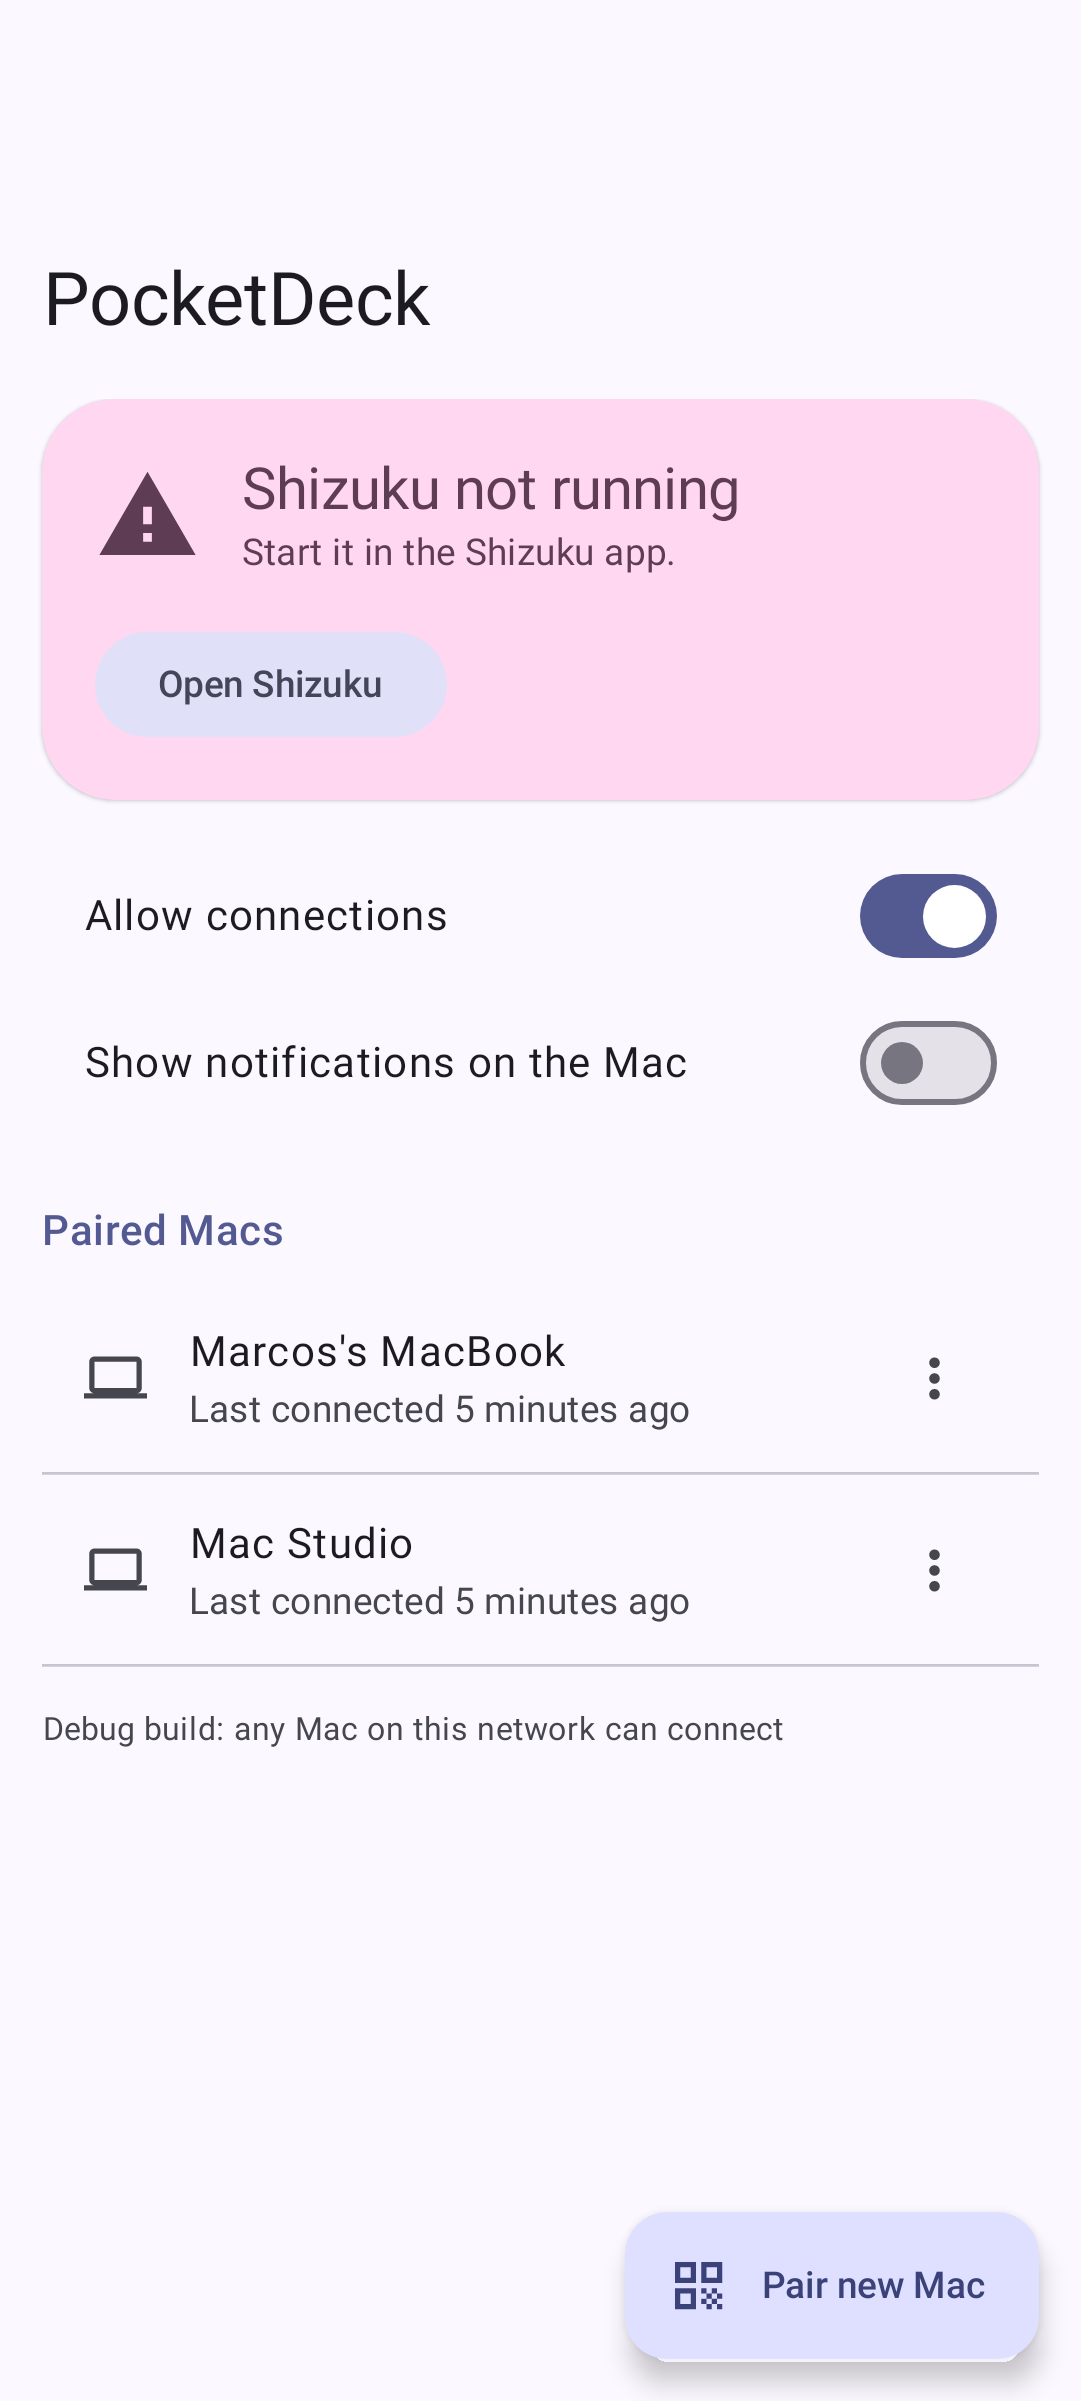 PocketDeck
Shizuku not running
Start it in the Shizuku app.
Open Shizuku
Allow connections
Show notifications on the Mac
Paired Macs
Marcos's MacBook
Last connected 5 minutes ago
Mac Studio
Last connected 5 minutes ago
Debug build: any Mac on this network can connect
Pair new Mac